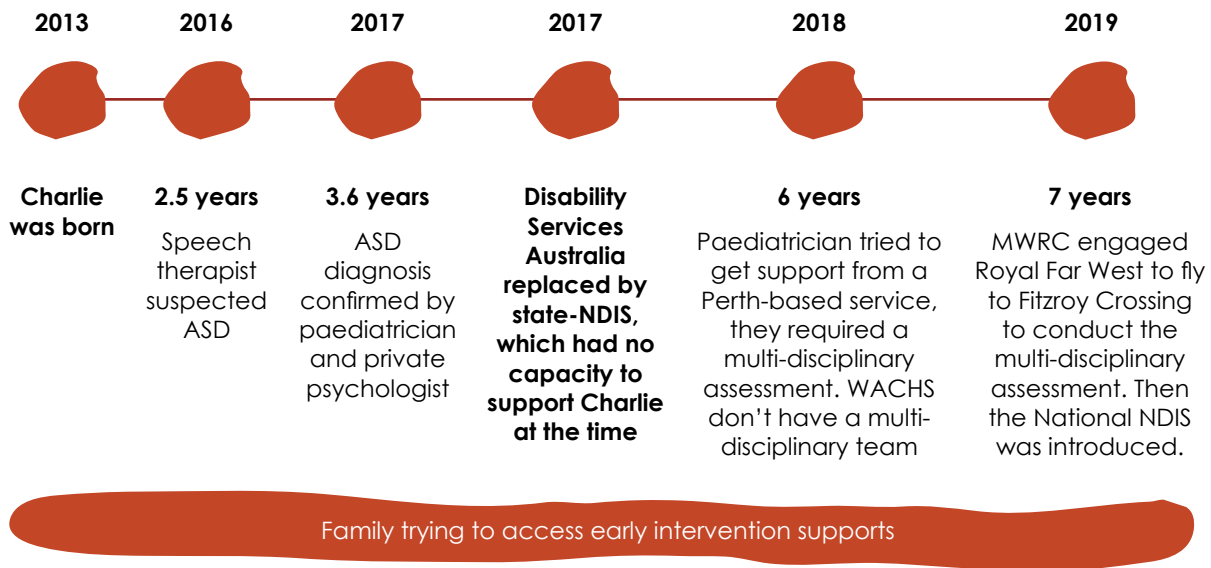 2013
2016
2017
2017
2018
2019
Charlie
was born
2.5 years
Speech
therapist
suspected
ASD
3.6 years
ASD
diagnosis
confirmed by
paediatrician
and private
psychologist
Disability
Services
Australia
replaced by
state-NDIS,
which had no
capacity to
support Charlie
at the time
6 years
Paediatrician tried to
get support from a
Perth-based service,
they required a
multi-disciplinary
assessment. WACHS
don’t have a multi-
disciplinary team
7 years
MWRC engaged
Royal Far West to fly
to Fitzroy Crossing
to conduct the
multi-disciplinary
assessment. Then
the National NDIS
was introduced.
Family trying to access early intervention supports